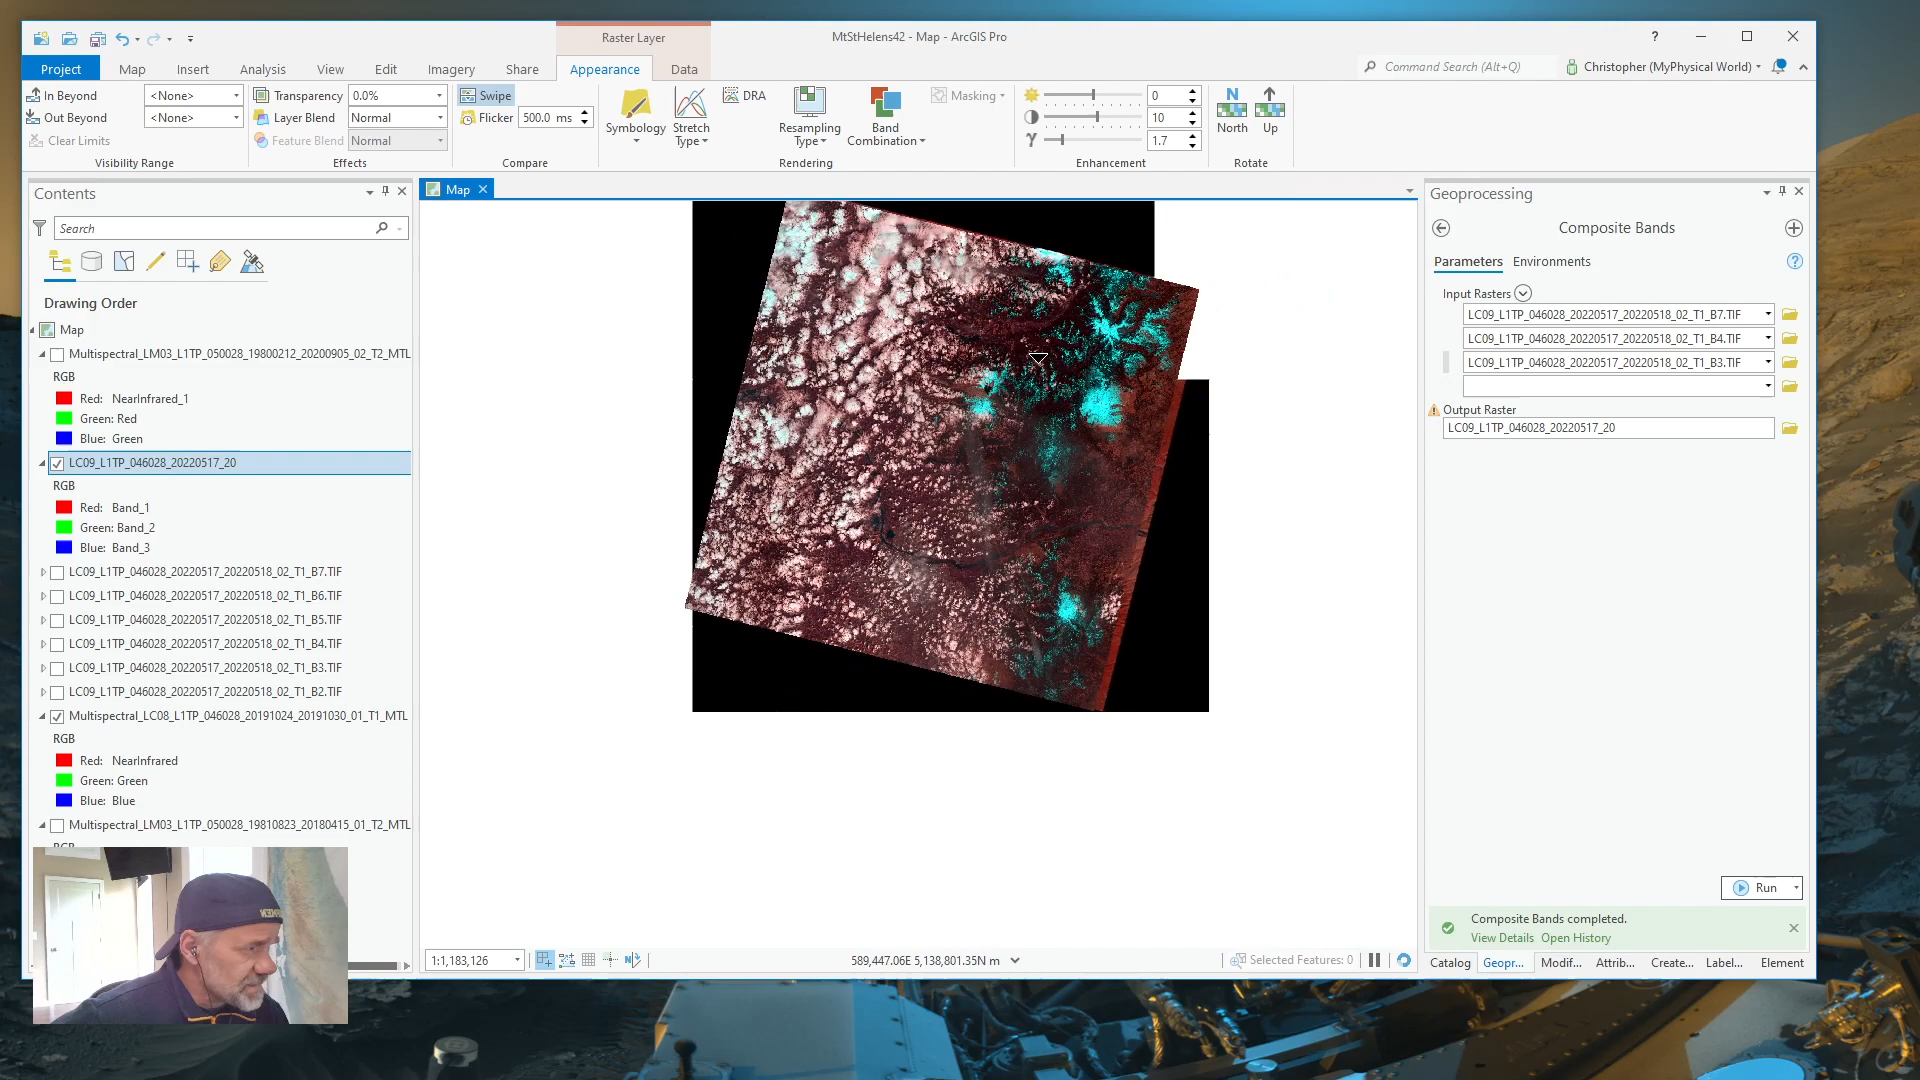 Raster Layer
MtStHelens42 - Map - ArcGIS Pro
?
Project
Map
Insert
Analysis
View
Edit
Imagery
Share
Appearance
Data
Command Search (Alt+Q)
Christopher (MyPhysical World)
In Beyond
<None>
Out Beyond
<None>
Clear Limits
Visibility Range
Transparency
0.0%
Layer Blend
Normal
Feature Blend
Normal
Effects
Swipe
Flicker
500.0 ms
Compare
Symbology
Stretch
Type
DRA
Resampling
Type
Band
Combination
Rendering
Masking
0
10
1.7
Enhancement
N
North
Up
Rotate
Contents
Search
Drawing Order
Map
Multispectral_LM03_L1TP_050028_19800212_20200905_02_T2_MTL
RGB
Red: NearInfrared_1
Green: Red
Blue: Green
LC09_L1TP_046028_20220517_20
RGB
Red: Band_1
Green: Band_2
Blue: Band_3
LC09_L1TP_046028_20220517_20220518_02_T1_B7.TIF
LC09_L1TP_046028_20220517_20220518_02_T1_B6.TIF
LC09_L1TP_046028_20220517_20220518_02_T1_B5.TIF
LC09_L1TP_046028_20220517_20220518_02_T1_B4.TIF
LC09_L1TP_046028_20220517_20220518_02_T1_B3.TIF
LC09_L1TP_046028_20220517_20220518_02_T1_B2.TIF
Multispectral_LC08_L1TP_046028_20191024_20191030_01_T1_MTL
RGB
Red: NearInfrared
Green: Green
Blue: Blue
Multispectral_LM03_L1TP_050028_19810823_20180415_01_T2_MTL
Map
1:1,183,126
589,447.06E 5,138,801.35N m
Selected Features: 0
Geoprocessing
Composite Bands
Parameters
Environments
?
Input Rasters
LC09_L1TP_046028_20220517_20220518_02_T1_B7.TIF
LC09_L1TP_046028_20220517_20220518_02_T1_B4.TIF
LC09_L1TP_046028_20220517_20220518_02_T1_B3.TIF
Output Raster
LC09_L1TP_046028_20220517_20
Run
Composite Bands completed.
View Details Open History
Catalog
Geopr...
Modif...
Attrib...
Create...
Label...
Element